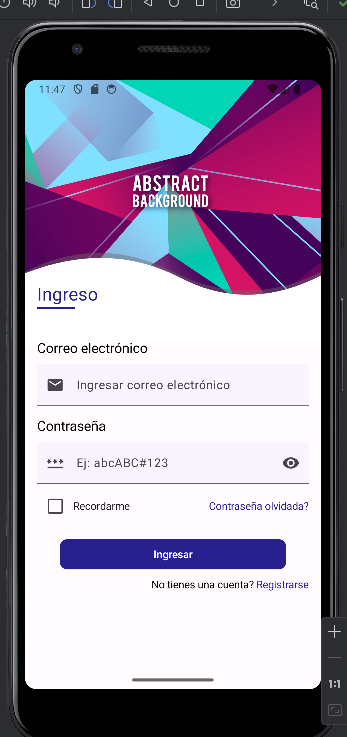 11:47
ABSTRACT
BACKGROUND
Ingreso
Correo electrónico
Ingresar correo electrónico
Contraseña
*** Ej: abcABC#123
Recordarme Contraseña olvidada?
Ingresar
No tienes una cuenta? Registrarse
1:1